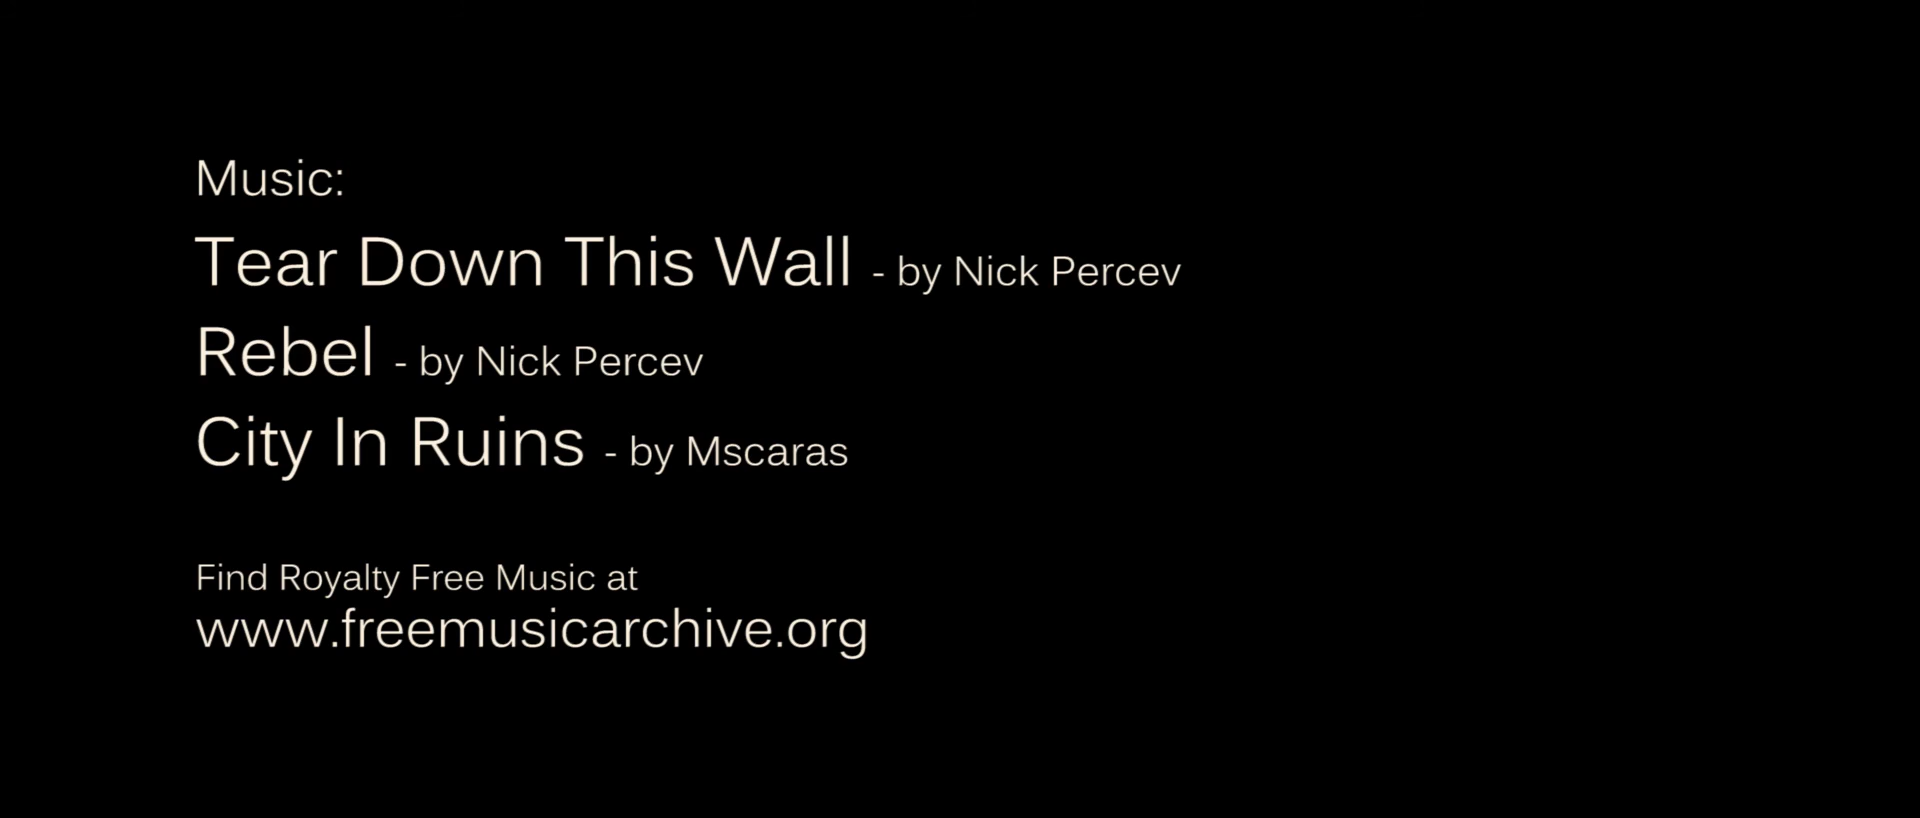 Music:
Tear Down This Wall - by Nick Percev
Rebel - by Nick Percev
City In Ruins - by Mscaras
Find Royalty Free Music at
www.freemusicarchive.org